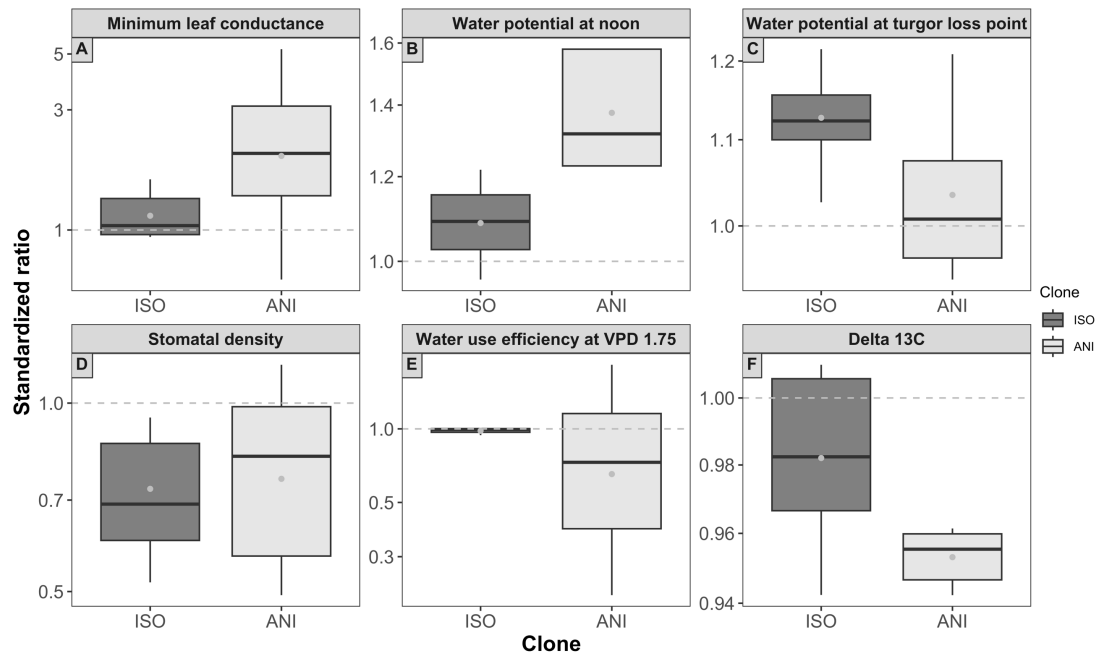 Minimum leaf conductance
Water potential at noon
Water potential at turgor loss point
A
B
C
5
3
1
1.6
1.4
1.2
1.0
1.2
1.1
1.0
ISO
ANI
ISO
ANI
ISO
ANI
Standardized ratio
Clone
ISO
ANI
Stomatal density
Water use efficiency at VPD 1.75
Delta 13C
D
E
F
1.0
0.7
0.5
1.0
0.5
0.3
1.00
0.98
0.96
0.94
ISO
ANI
ISO
ANI
ISO
ANI
Clone